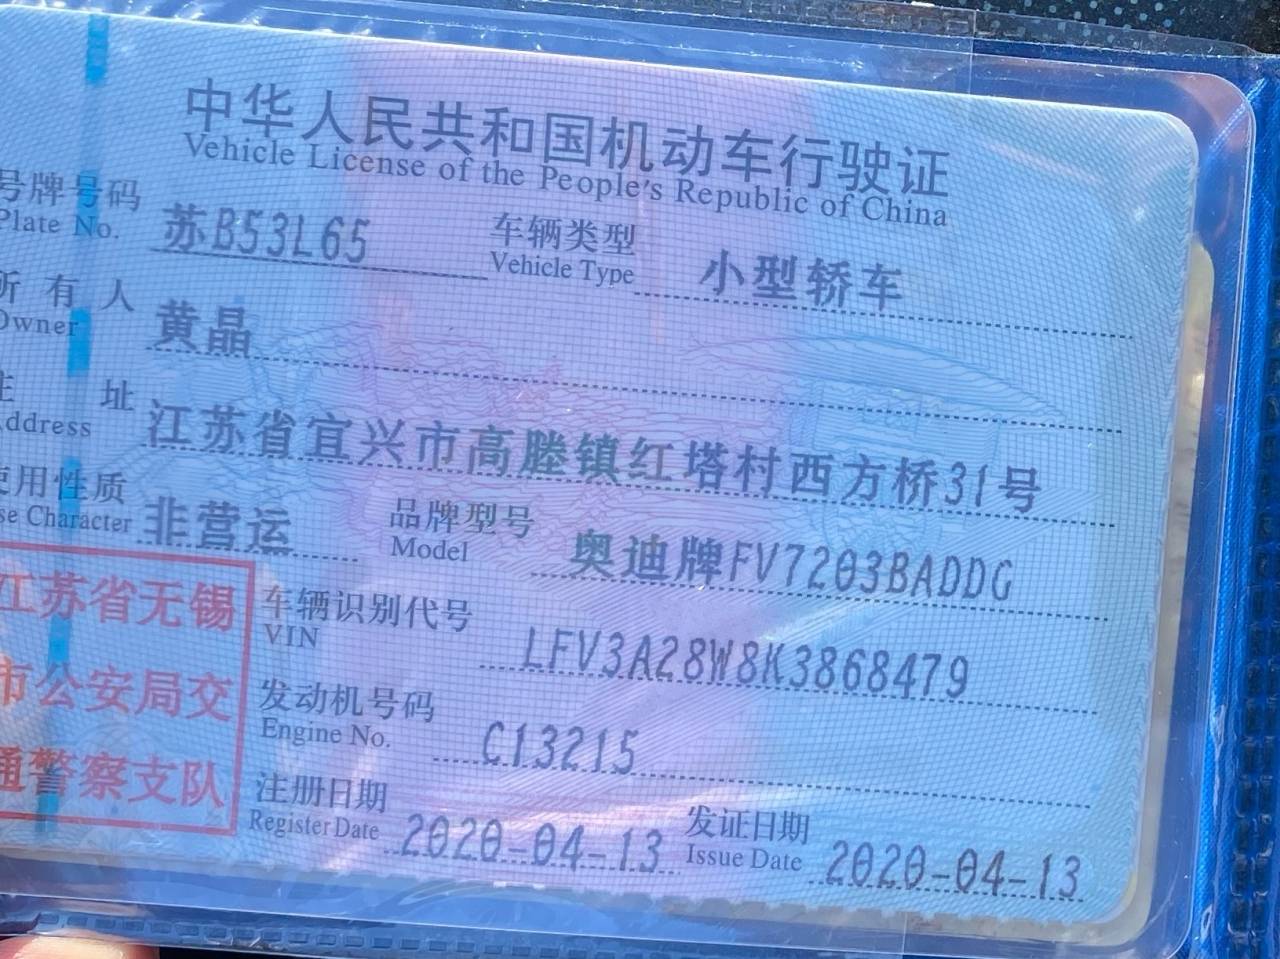 中华人民共和国机动车行驶证
Vehicle License of the People's Republic of China
号牌号码 苏B53L65 车辆类型 小型轿车
Plate No. Vehicle Type
所有人 黄晶
Owner
住址 江苏省宜兴市高塍镇红塔村西方桥31号
Address
使用性质 非营运 品牌型号 奥迪牌FV7203BADDG
Use Character Model
江苏省无锡
市公安局交
通警察支队
车辆识别代号 LFV3A28W8K3868479
VIN
发动机号码 C13215
Engine No.
注册日期 2020-04-13 发证日期 2020-04-13
Register Date Issue Date